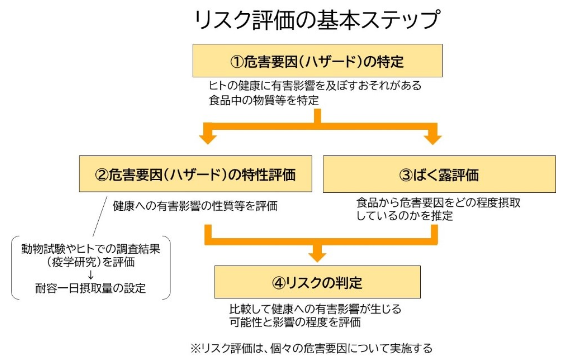 リスク評価の基本ステップ
①危害要因(ハザード)の特定
ヒトの健康に有害影響を及ぼすおそれがある
食品中の物質等を特定
②危害要因(ハザード)の特性評価
健康への有害影響の性質等を評価
動物試験やヒトでの調査結果
(疫学研究)を評価
↓
耐容一日摂取量の設定
③ばく露評価
食品から危害要因をどの程度摂取
しているのかを推定
④リスクの判定
比較して健康への有害影響が生じる
可能性と影響の程度を評価
※リスク評価は、個々の危害要因について実施する